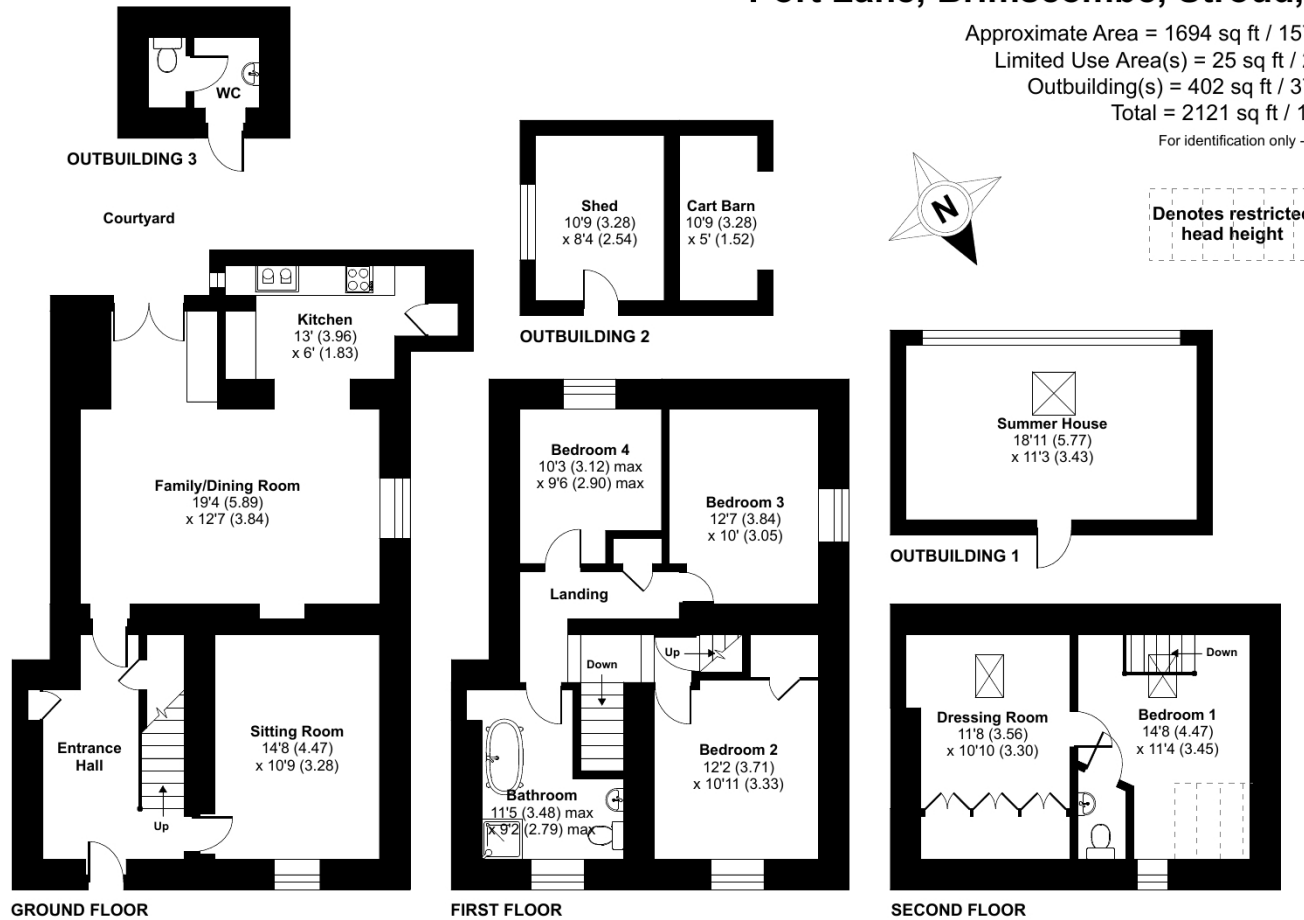 Port Lane, Brimscombe, Stroud,
Approximate Area = 1694 sq ft /
Limited Use Area(s) = 25 sq ft /
Outbuilding(s) = 402 sq ft /
Total = 2121 sq ft /
For identification only -
Denotes restricted
head height
N
WC
OUTBUILDING 3
Courtyard
Shed
10'9 (3.28)
x 8'4 (2.54)
Cart Barn
10'9 (3.28)
x 5' (1.52)
OUTBUILDING 2
Kitchen
13' (3.96)
x 6' (1.83)
Family/Dining Room
19'4 (5.89)
x 12'7 (3.84)
Entrance
Hall
Up
Sitting Room
14'8 (4.47)
x 10'9 (3.28)
GROUND FLOOR
Bedroom 4
10'3 (3.12) max
x 9'6 (2.90) max
Bedroom 3
12'7 (3.84)
x 10' (3.05)
Landing
Down
Up
Bedroom 2
12'2 (3.71)
x 10'11 (3.33)
Bathroom
11'5 (3.48) max
x 9'2 (2.79) max
FIRST FLOOR
Summer House
18'11 (5.77)
x 11'3 (3.43)
OUTBUILDING 1
Down
Dressing Room
11'8 (3.56)
x 10'10 (3.30)
Bedroom 1
14'8 (4.47)
x 11'4 (3.45)
SECOND FLOOR